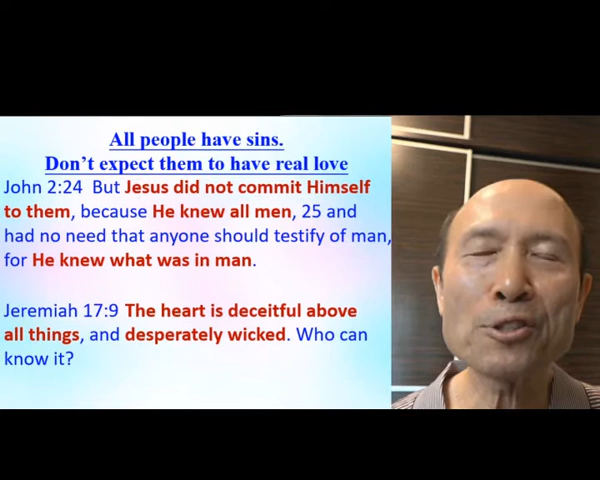 All people have sins.
Don’t expect them to have real love
John 2:24 But Jesus did not commit Himself
to them, because He knew all men, 25 and
had no need that anyone should testify of man,
for He knew what was in man.
Jeremiah 17:9 The heart is deceitful above
all things, and desperately wicked. Who can
know it?